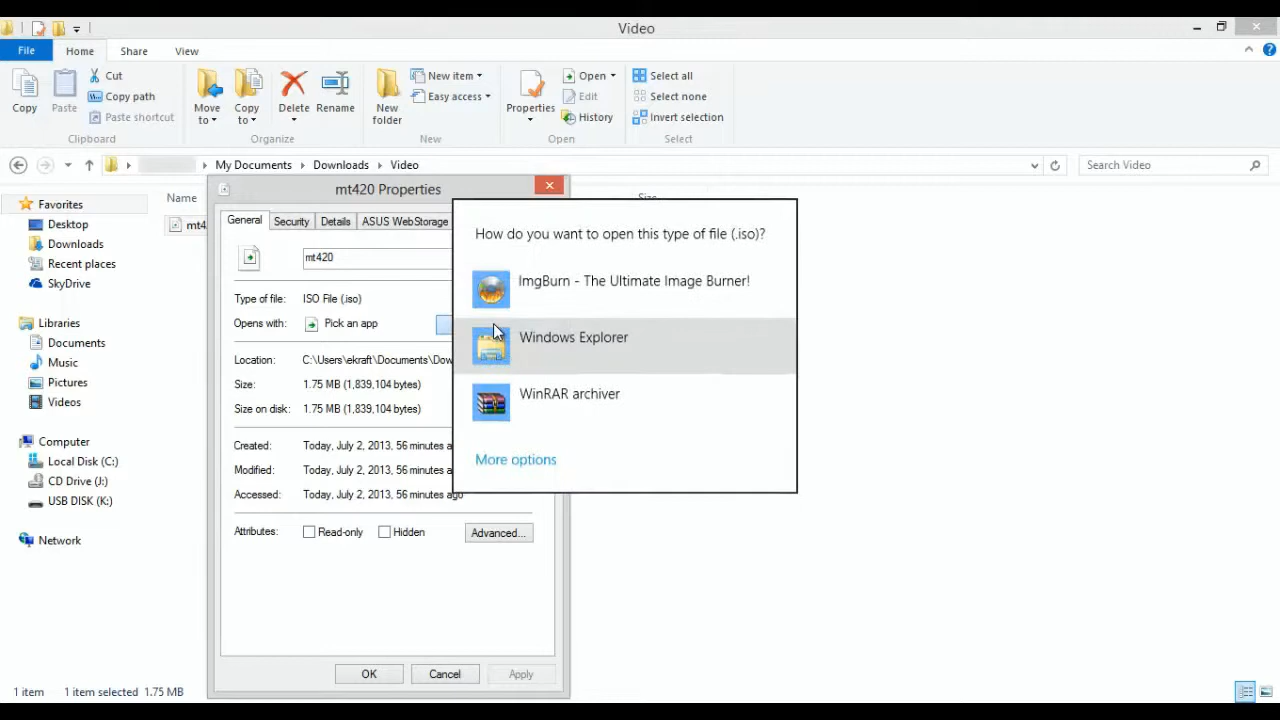 Video
File Home Share View
Copy
Paste
Cut
Copy path
Paste shortcut
Clipboard
Move to
Copy to
Delete
Rename
Organize
New folder
New item
Easy access
New
Properties
Open
Edit
History
Open
Select all
Select none
Invert selection
Select
My Documents Downloads Video
Search Video
Favorites
Desktop
Downloads
Recent places
SkyDrive
Libraries
Documents
Music
Pictures
Videos
Computer
Local Disk (C:)
CD Drive (J:)
USB DISK (K:)
Network
Name
Size
mt4
mt420 Properties
General Security Details ASUS WebStorage
mt420
Type of file: ISO File (.iso)
Opens with: Pick an app
Location: C:\Users\ekraft\Documents\Dow
Size: 1.75 MB (1,839,104 bytes)
Size on disk: 1.75 MB (1,839,104 bytes)
Created: Today, July 2, 2013, 56 minutes a
Modified: Today, July 2, 2013, 56 minutes a
Accessed: Today, July 2, 2013, 56 minutes ago
Attributes: Read-only Hidden Advanced...
OK Cancel Apply
How do you want to open this type of file (.iso)?
ImgBurn - The Ultimate Image Burner!
Windows Explorer
WinRAR archiver
More options
1 item 1 item selected 1.75 MB